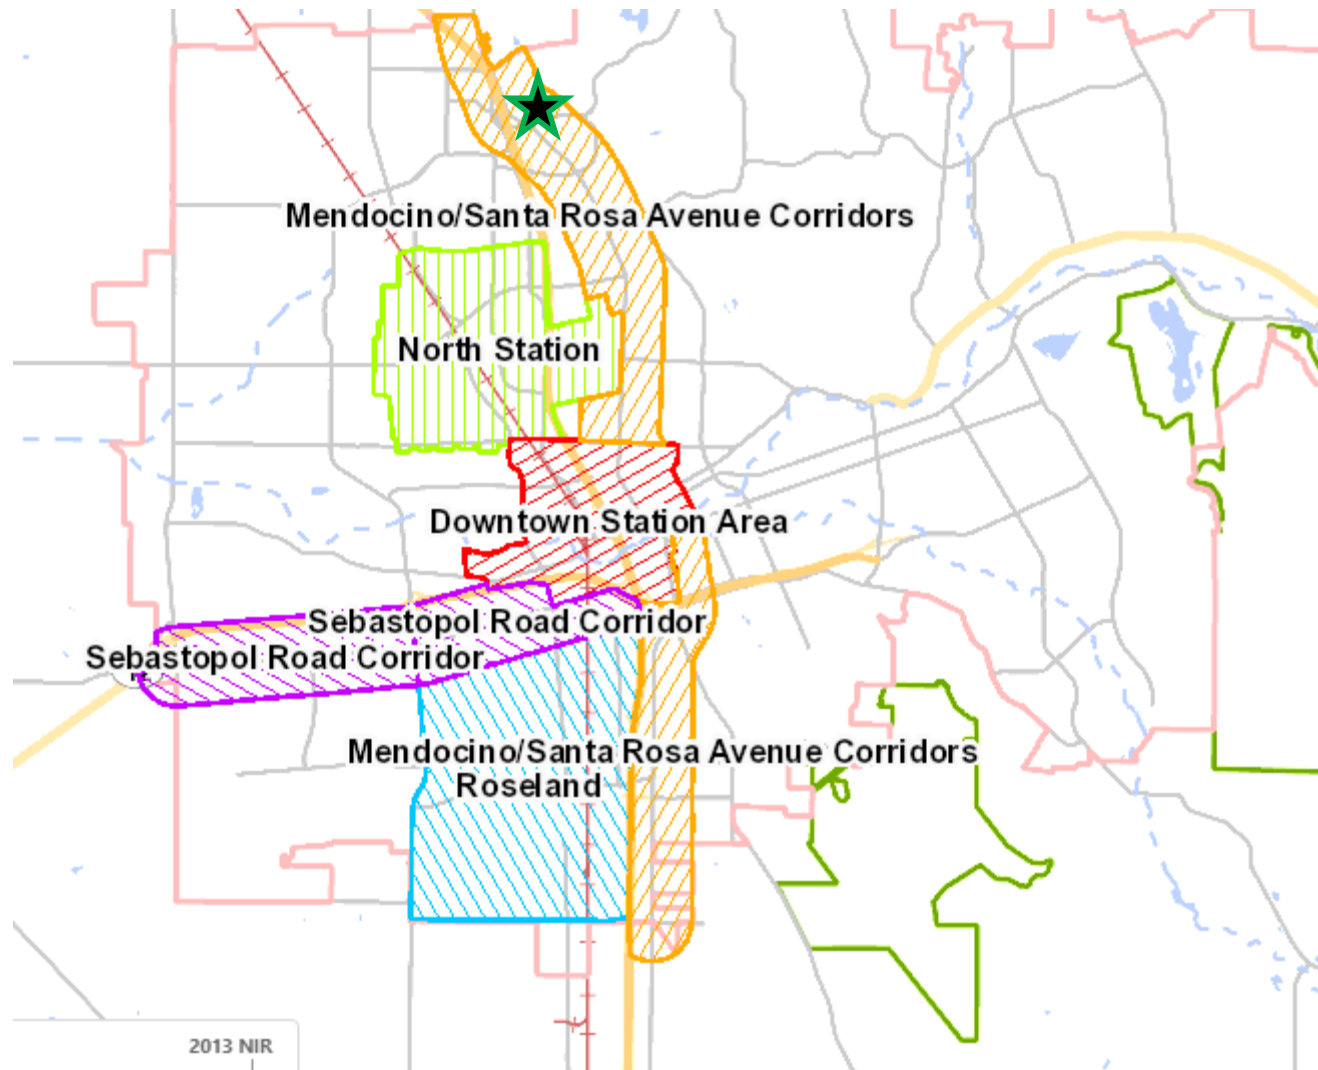 Mendocino/Santa Rosa Avenue Corridors
North Station
Downtown Station Area
Sebastopol Road Corridor
Sebastopol Road Corridor
Mendocino/Santa Rosa Avenue Corridors
Roseland
2013 NIR